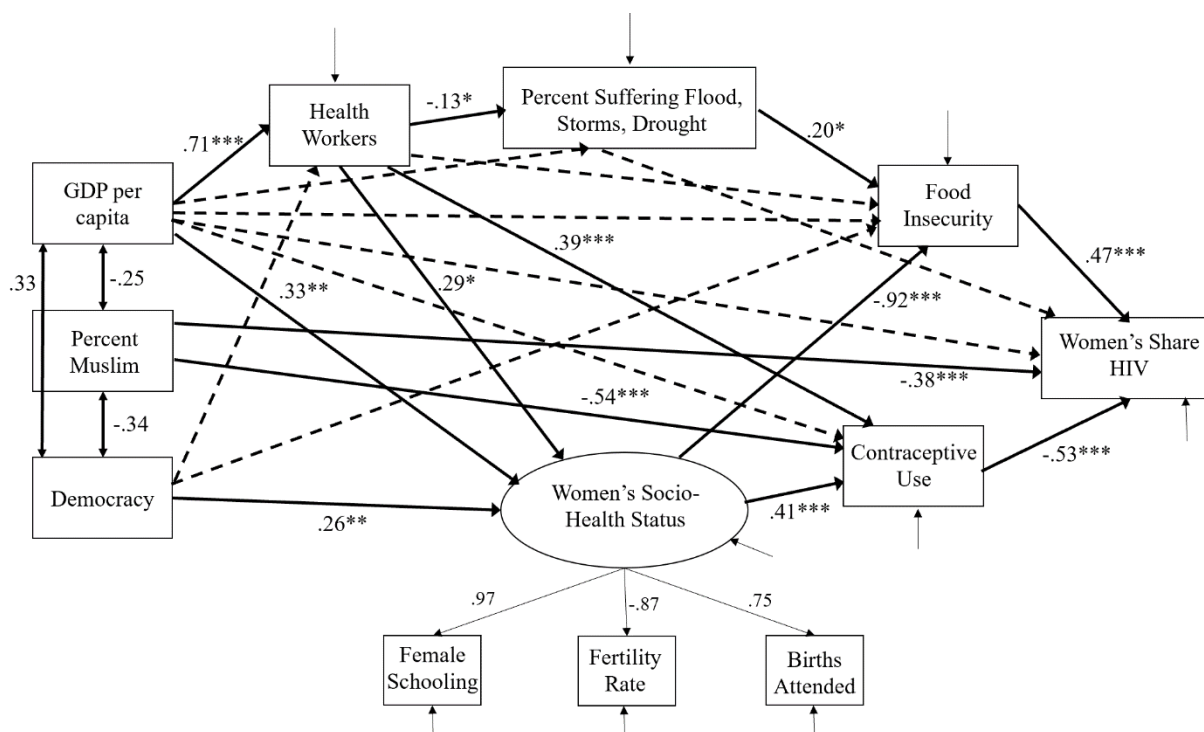 Health
Workers
-.13*
Percent Suffering Flood,
Storms, Drought
.20*
.71***
GDP per
capita
Food
Insecurity
.39***
.47***
.33
-.25
.33**
.29*
-.92***
Percent
Muslim
Women's Share
HIV
-.38***
-.54***
-.34
Contraceptive
Use
-.53***
Democracy
Women's Socio-
Health Status
.26**
.41***
.97
-.87
.75
Female
Schooling
Fertility
Rate
Births
Attended